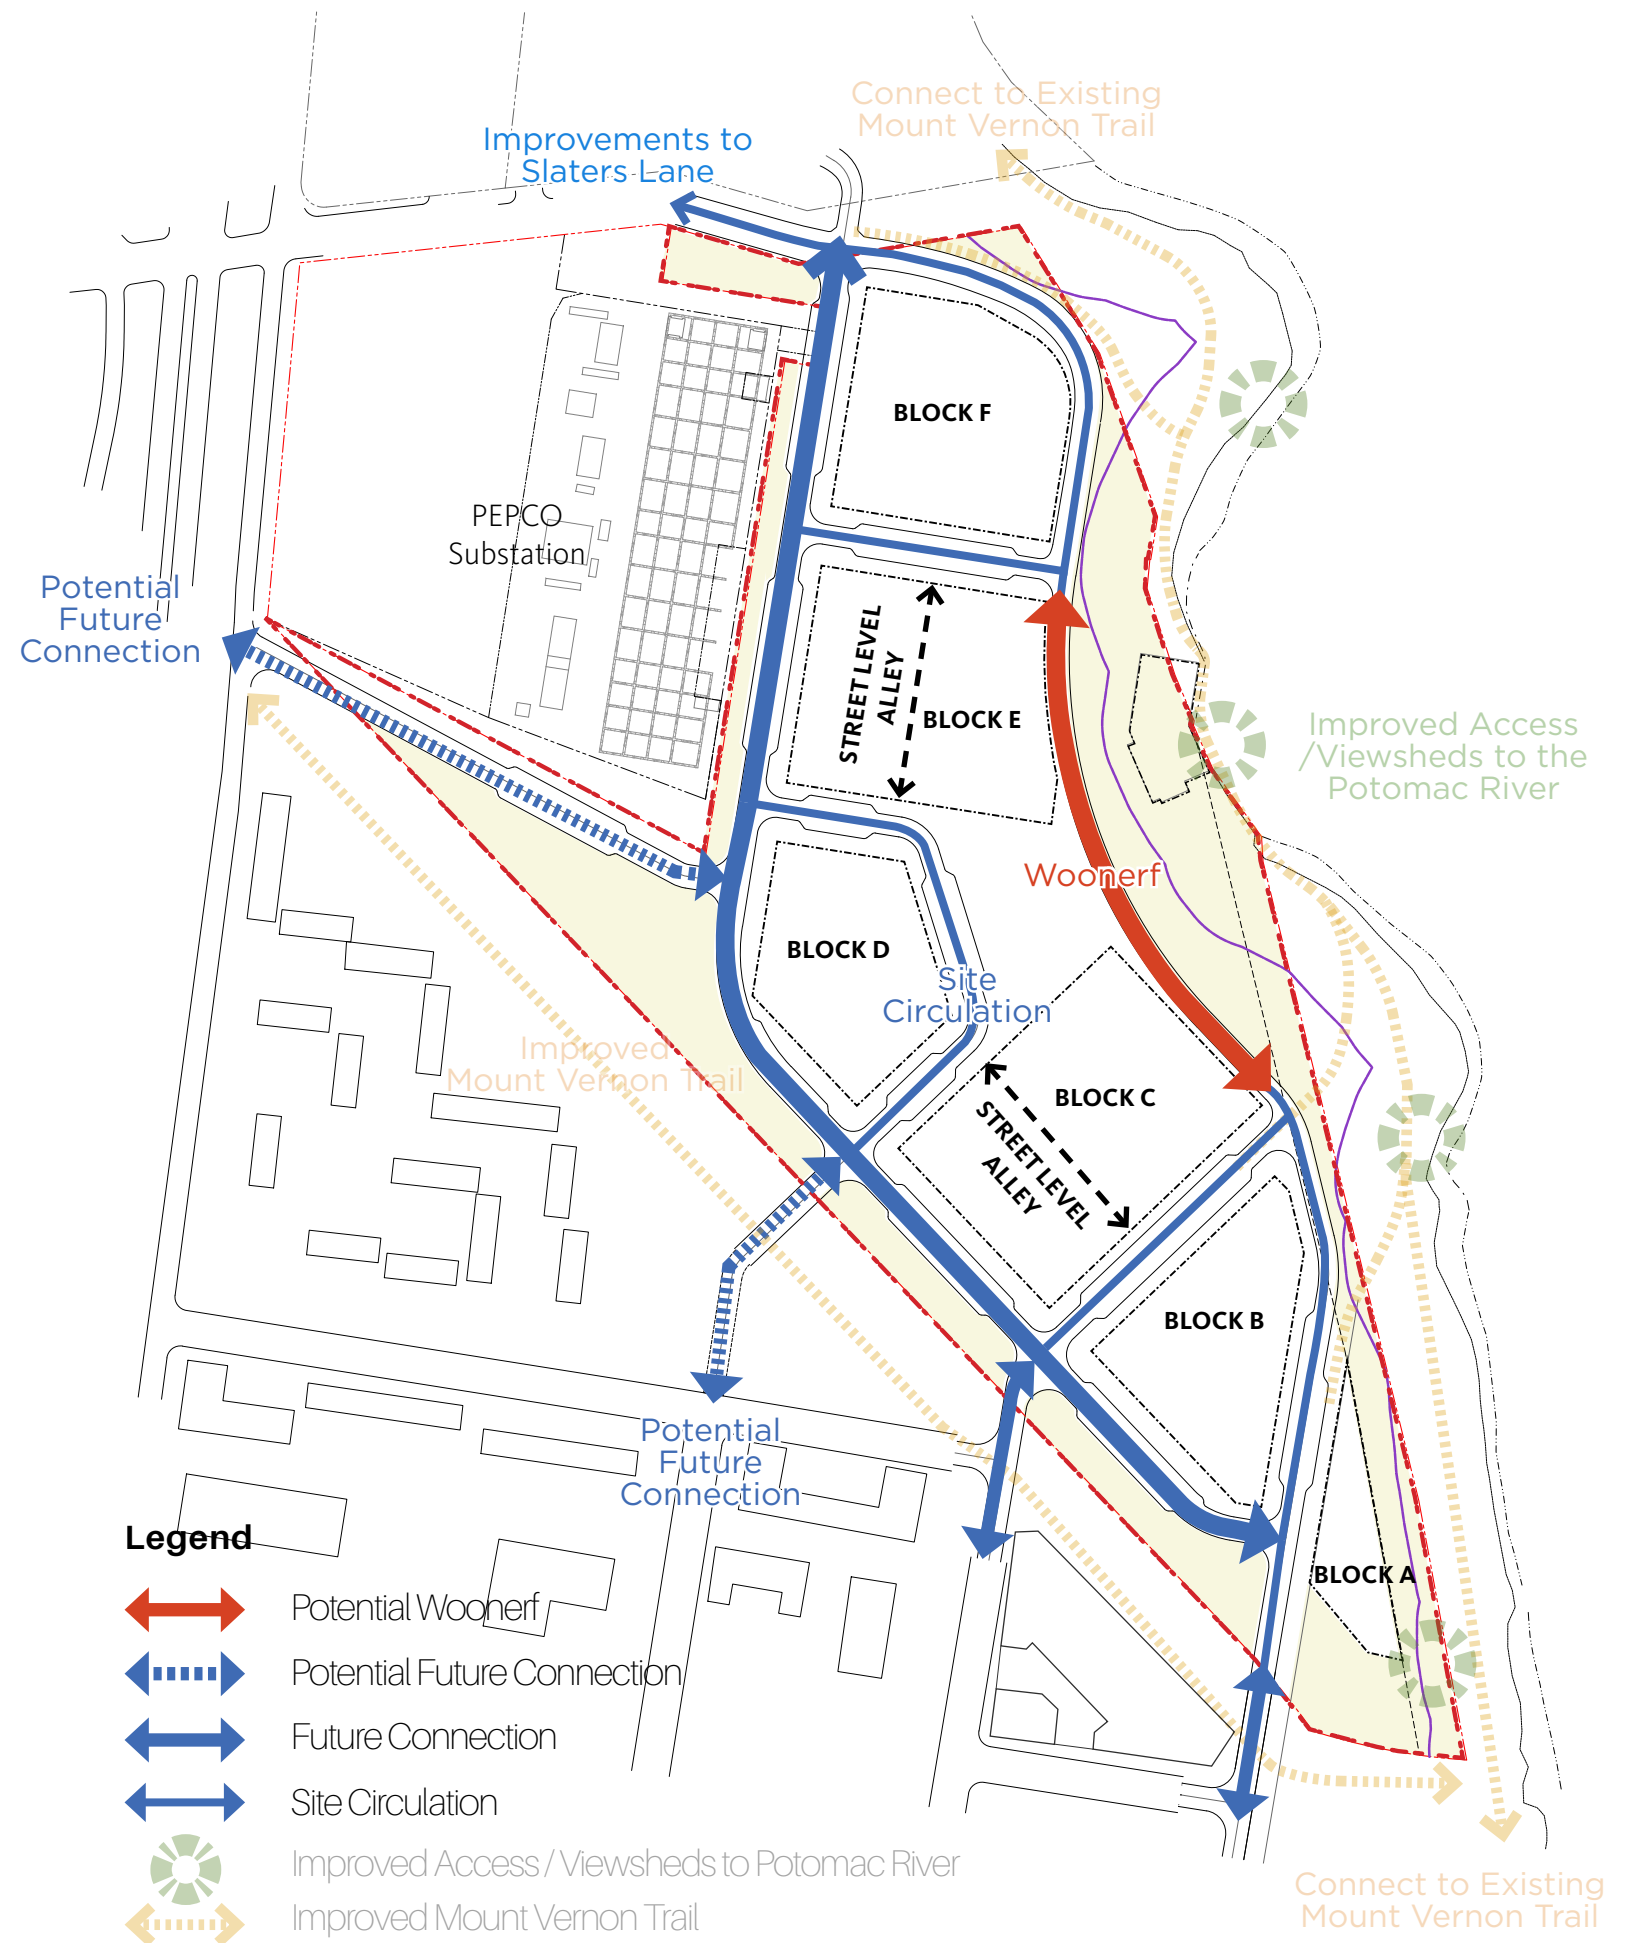 Connect to Existing
Mount Vernon Trail
Improvements to
Slaters Lane
BLOCK F
PEPCO
Substation
Potential
Future
Connection
STREET LEVEL
ALLEY
BLOCK E
Improved Access
/Viewsheds to the
Potomac River
Woonerf
BLOCK D
Site
Circulation
Improved
Mount Vernon Trail
BLOCK C
STREET LEVEL
ALLEY
BLOCK B
Potential
Future
Connection
BLOCK A
Legend
Potential Woonerf
Potential Future Connection
Future Connection
Site Circulation
Improved Access / Viewsheds to Potomac River
Improved Mount Vernon Trail
Connect to Existing
Mount Vernon Trail